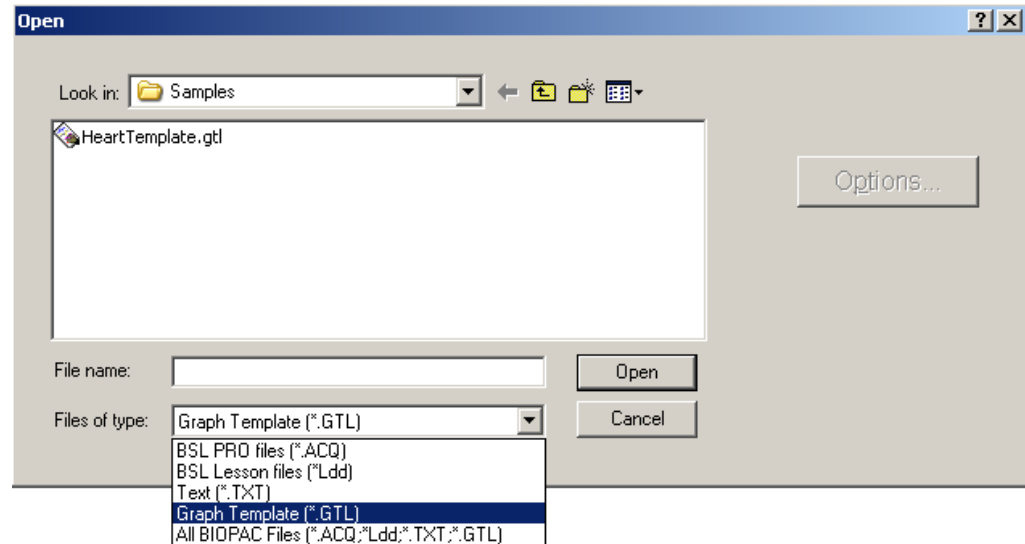 Open
Look in: Samples
HeartTemplate.gtl
Options...
File name:
Open
Files of type: Graph Template (*.GTL)
Cancel
BSL PRO files (*.ACQ)
BSL Lesson files (*Ldd)
Text (*.TXT)
Graph Template (*.GTL)
All BIOPAC Files (*.ACQ;*Ldd;*.TXT;*.GTL)